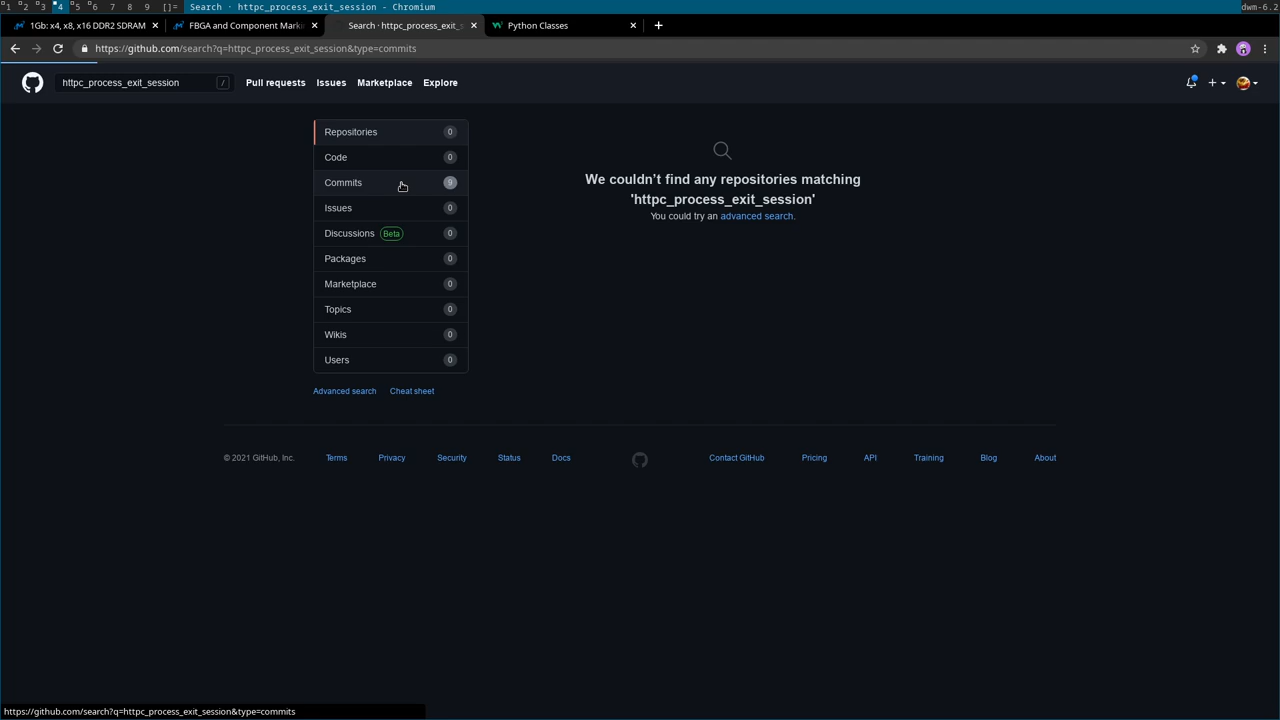 1 2 3 4 5 6 7 8 9 []= Search · httpc_process_exit_session - Chromium dwm-6.2
1Gb: x4, x8, x16 DDR2 SDRAM FBGA and Component Marki Search · httpc_process_exit_s Python Classes
https://github.com/search?q=httpc_process_exit_session&type=commits
httpc_process_exit_session / Pull requests Issues Marketplace Explore
Repositories 0
Code 0
Commits 9
Issues 0
Discussions Beta 0
Packages 0
Marketplace 0
Topics 0
Wikis 0
Users 0
Advanced search Cheat sheet
We couldn’t find any repositories matching
'httpc_process_exit_session'
You could try an advanced search.
© 2021 GitHub, Inc. Terms Privacy Security Status Docs Contact GitHub Pricing API Training Blog About
https://github.com/search?q=httpc_process_exit_session&type=commits